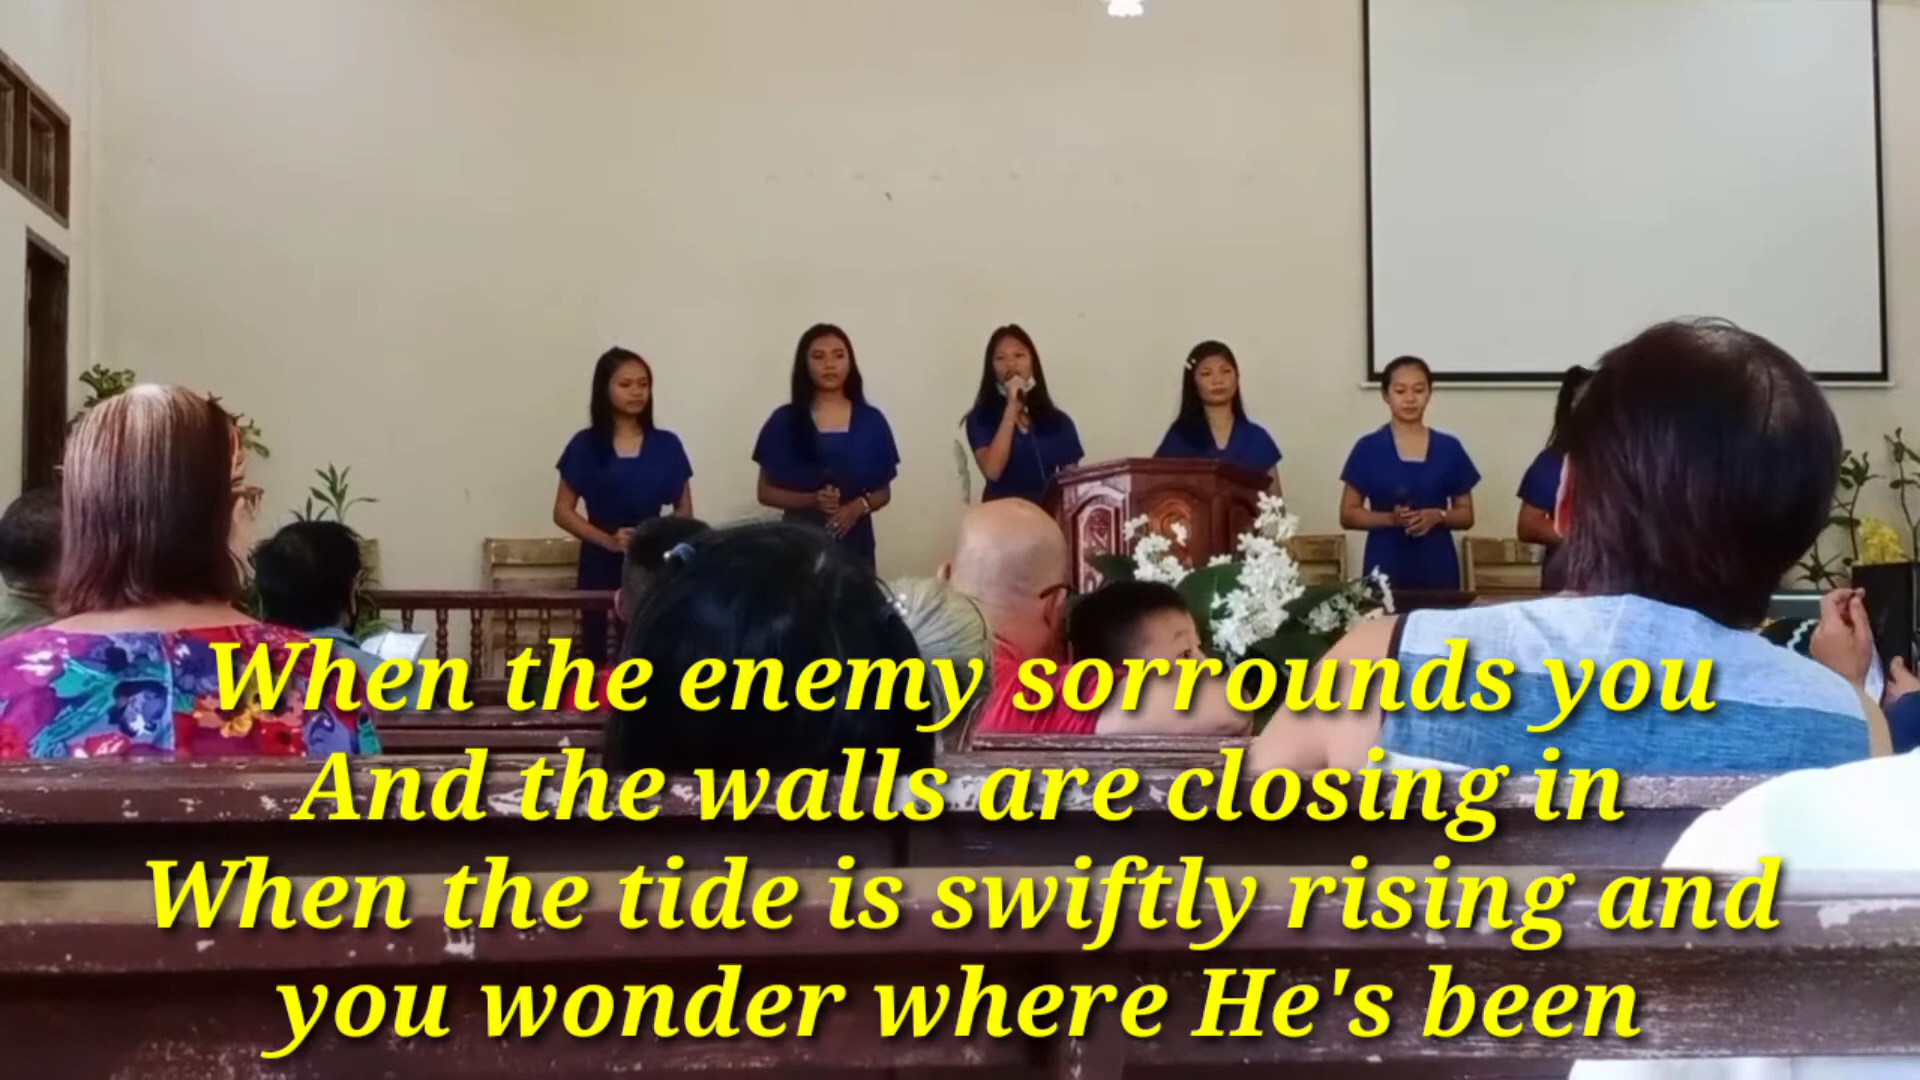 When the enemy sorrounds you
And the walls are closing in
When the tide is swiftly rising and
you wonder where He's been